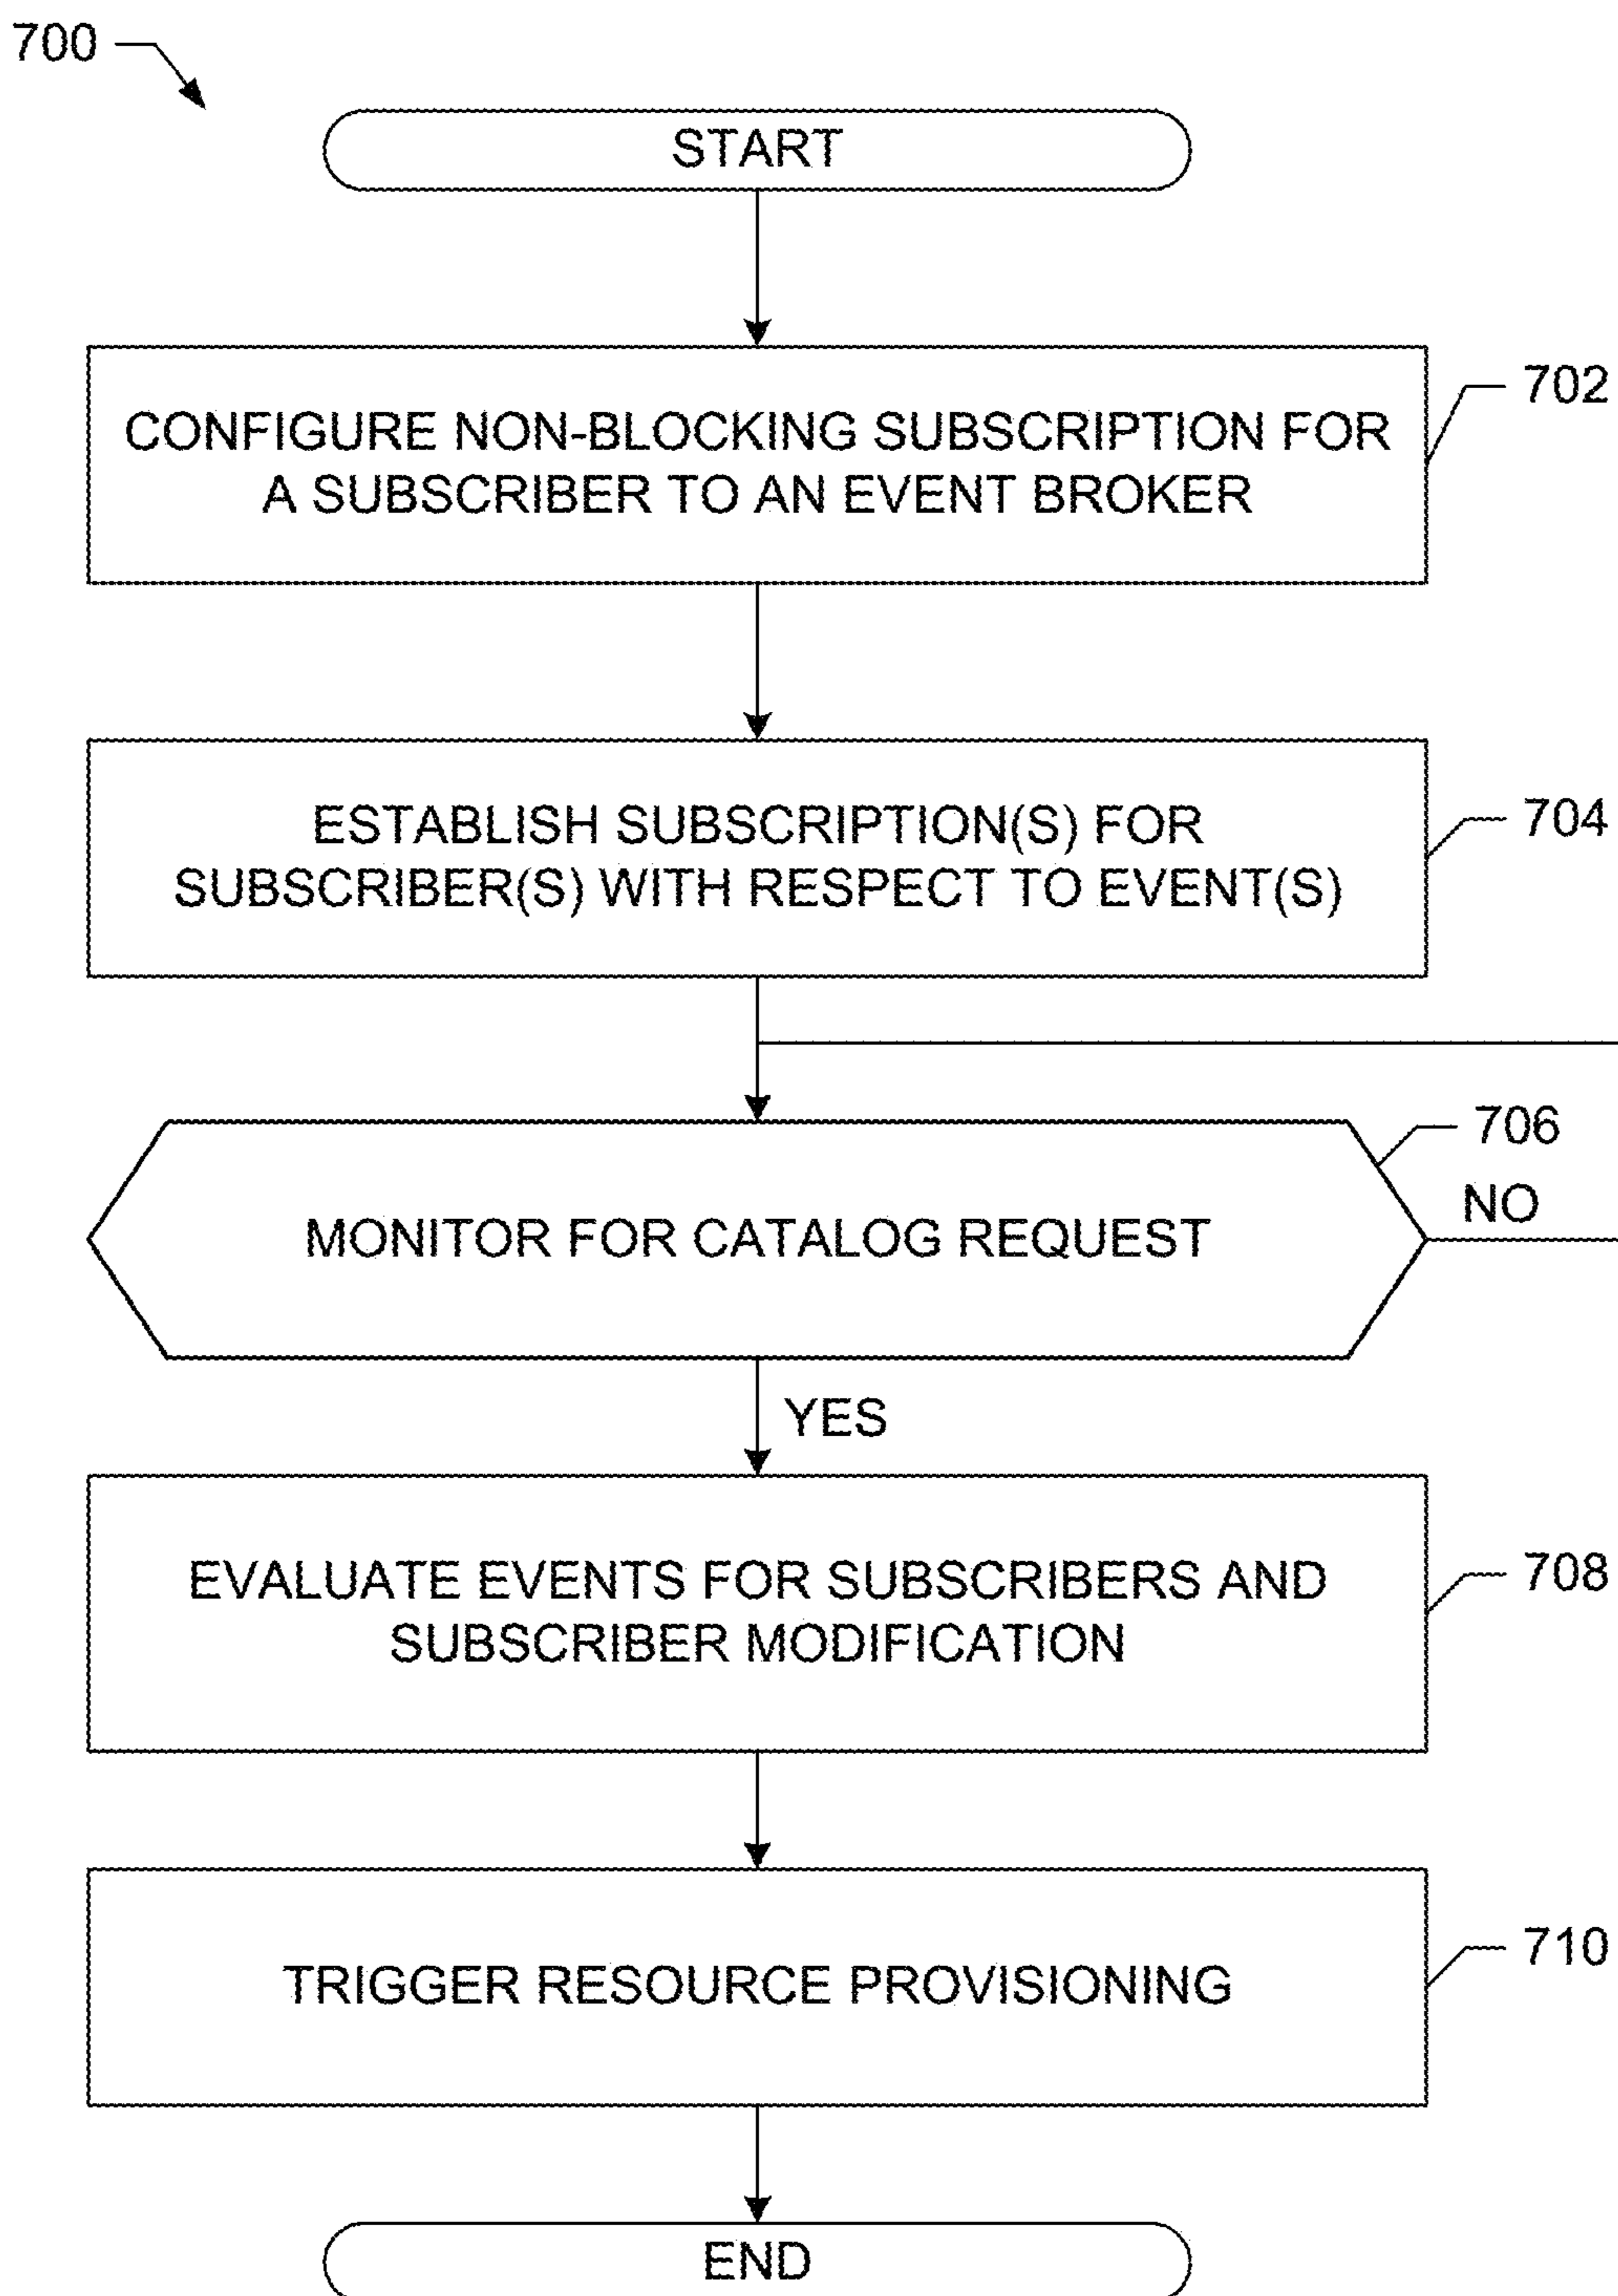 700
START
CONFIGURE NON-BLOCKING SUBSCRIPTION FOR
A SUBSCRIBER TO AN EVENT BROKER
702
ESTABLISH SUBSCRIPTION(S) FOR
SUBSCRIBER(S) WITH RESPECT TO EVENT(S)
704
706
MONITOR FOR CATALOG REQUEST
NO
YES
EVALUATE EVENTS FOR SUBSCRIBERS AND
SUBSCRIBER MODIFICATION
708
TRIGGER RESOURCE PROVISIONING
710
END